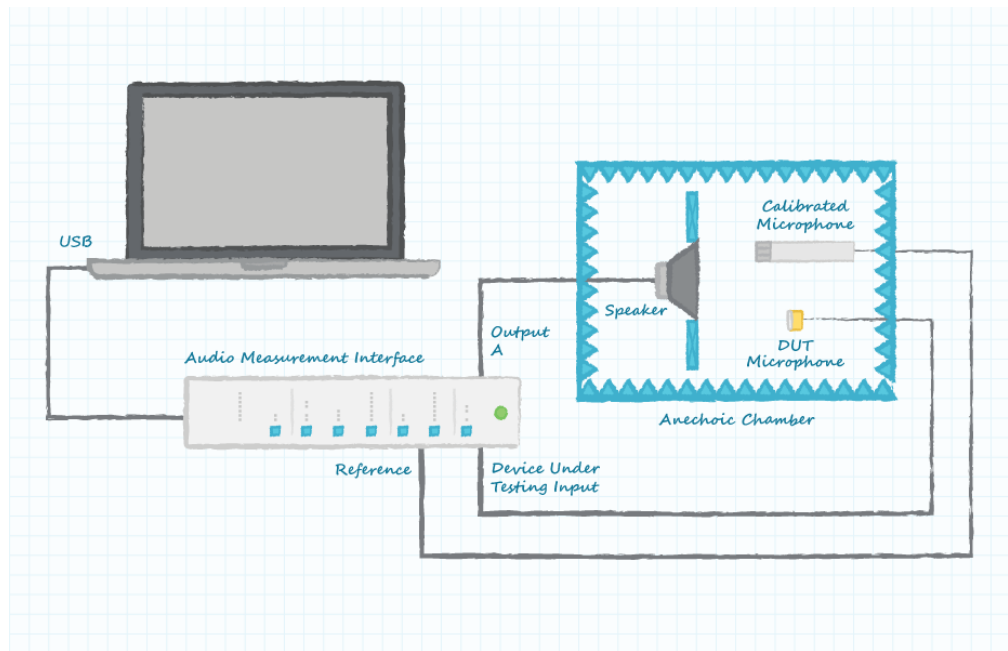 USB
Calibrated
Microphone
Speaker
Output
A
DUT
Microphone
Audio Measurement Interface
Anechoic Chamber
Reference
Device Under
Testing Input